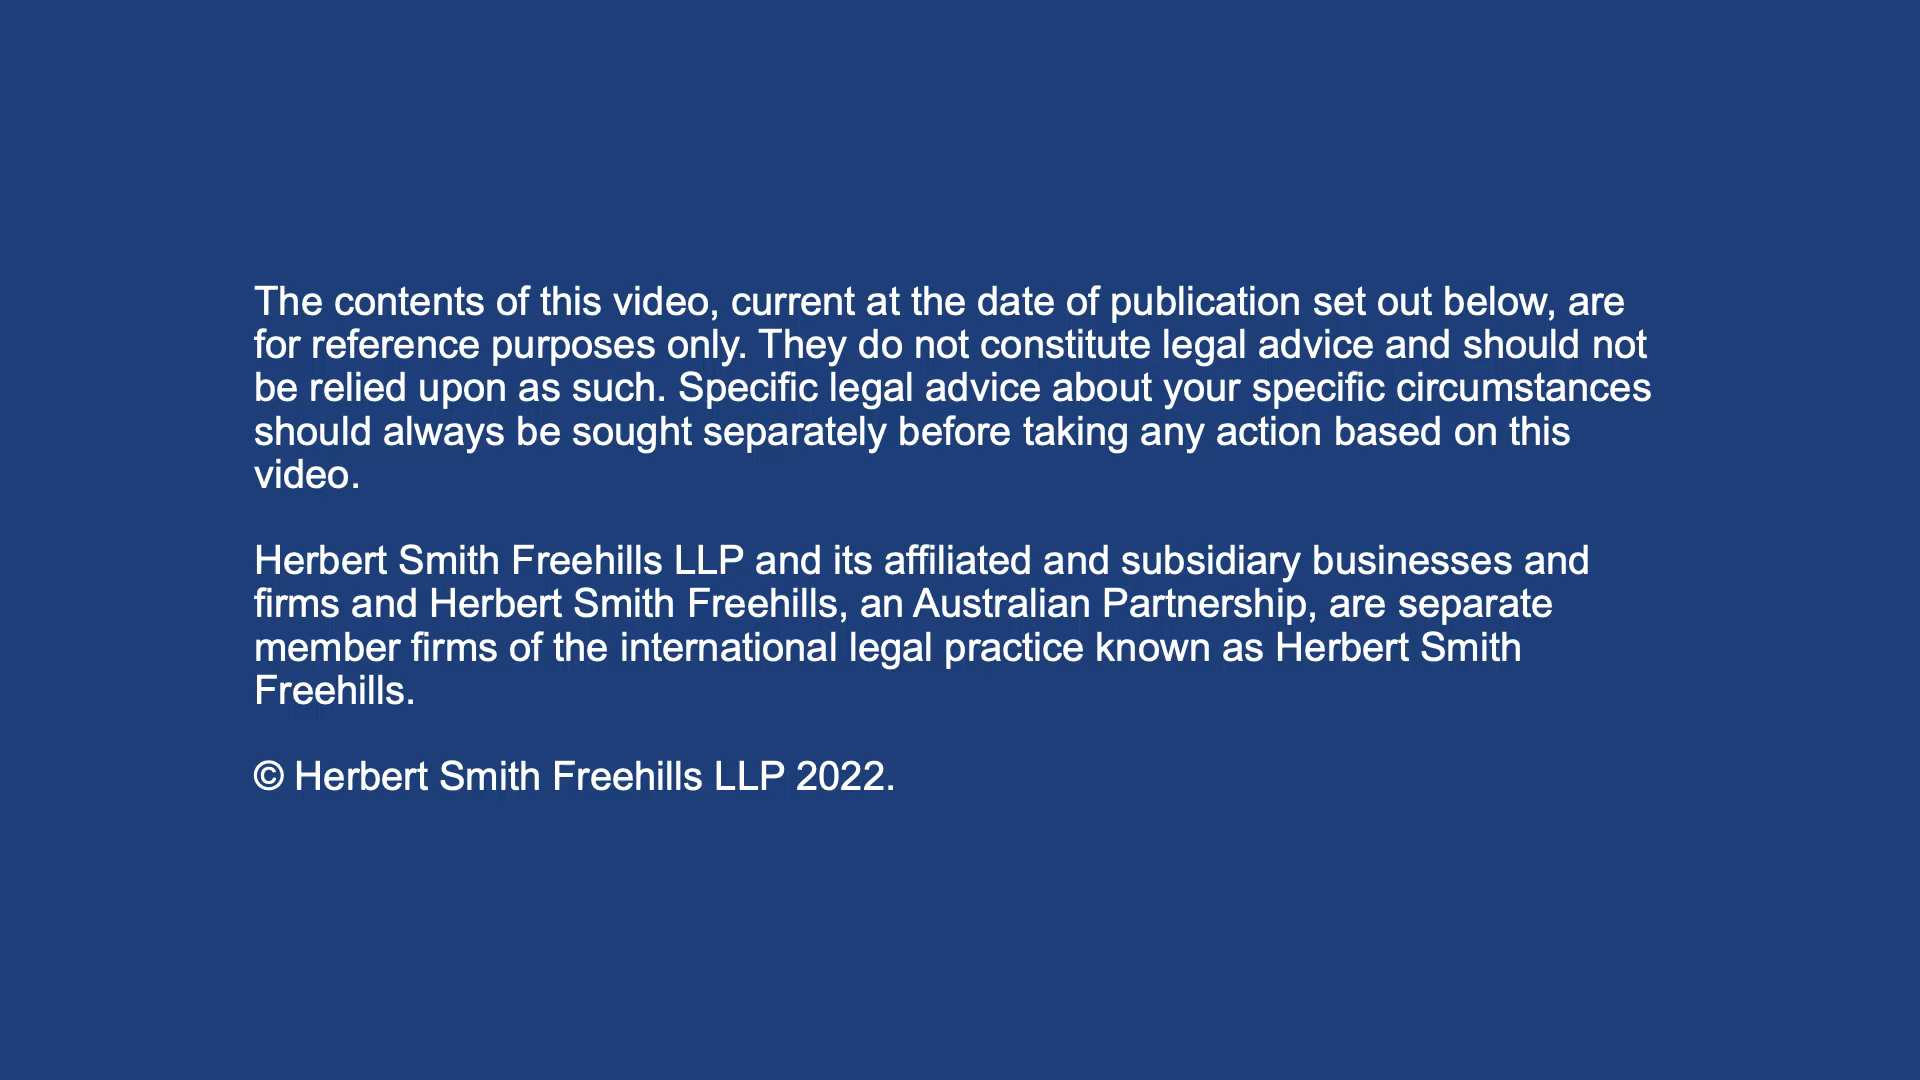 The contents of this video, current at the date of publication set out below, are
for reference purposes only. They do not constitute legal advice and should not
be relied upon as such. Specific legal advice about your specific circumstances
should always be sought separately before taking any action based on this
video.
Herbert Smith Freehills LLP and its affiliated and subsidiary businesses and
firms and Herbert Smith Freehills, an Australian Partnership, are separate
member firms of the international legal practice known as Herbert Smith
Freehills.
© Herbert Smith Freehills LLP 2022.